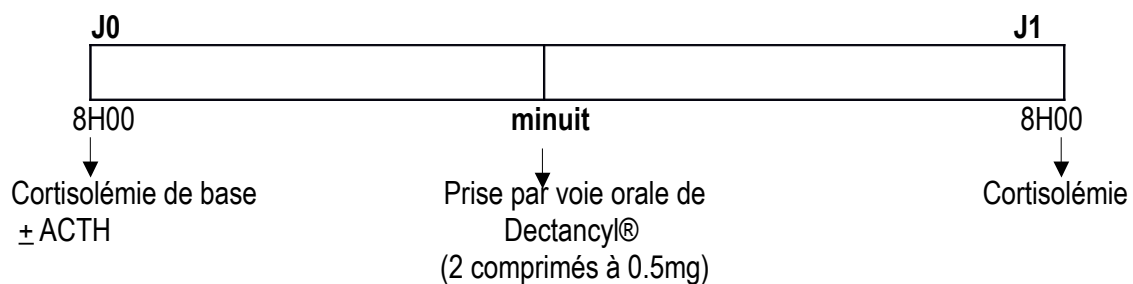 J0 J1
8H00 minuit 8H00
Cortisolémie de base Prise par voie orale de Cortisolémie
± ACTH Dectancyl®
(2 comprimés à 0.5mg)